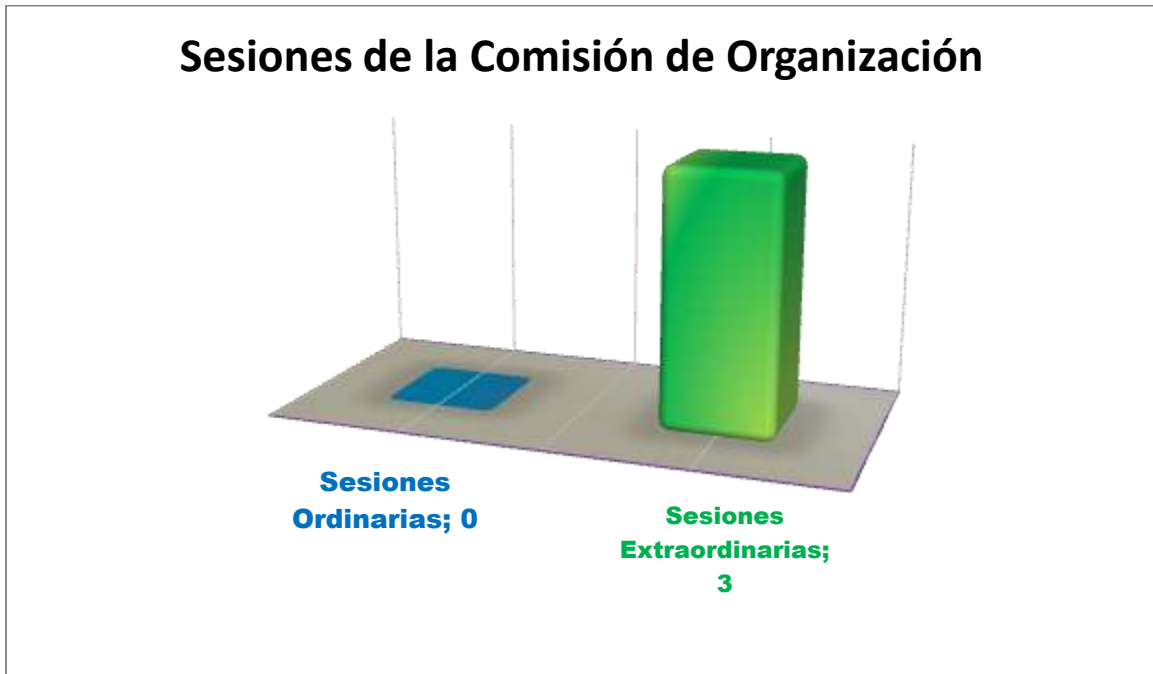 Sesiones de la Comisión de Organización
Sesiones
Ordinarias; 0
Sesiones
Extraordinarias;
3